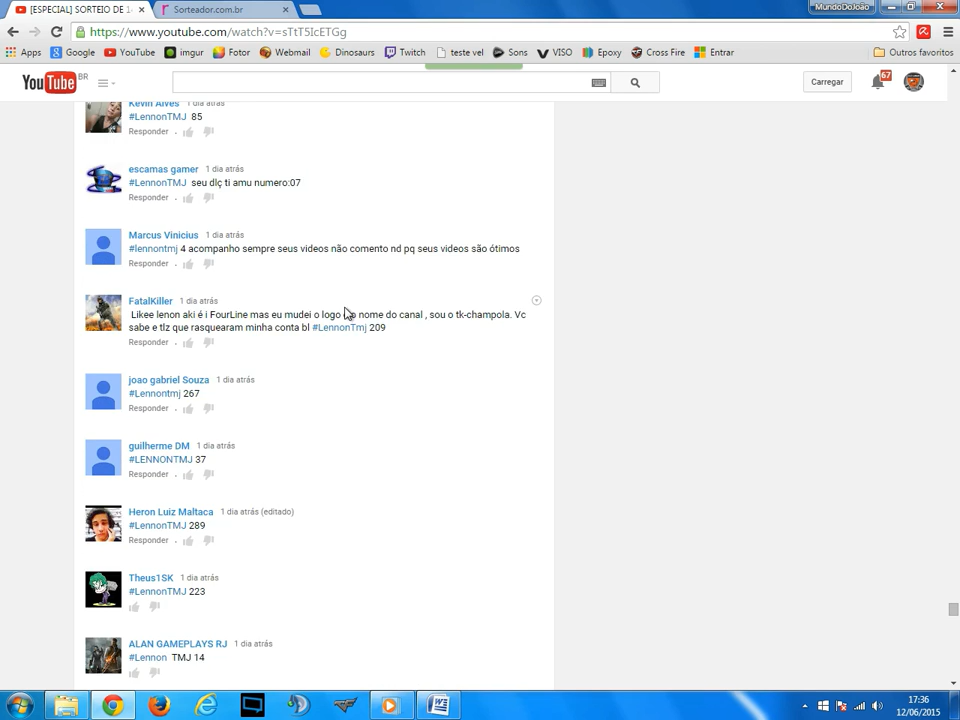 [ESPECIAL] SORTEIO DE 1-
Sorteador.com.br
MundoDaJoão
https://www.youtube.com/watch?v=sTtT5IcETGg
Apps Google YouTube imgur Fotor Webmail Dinosaurs Twitch teste vel Sons VISO Epoxy Cross Fire Entrar Outros favoritos
YouTube BR
Carregar
67
Kevin Alves 1 dia atrás
#LennonTMJ 85
Responder
escamas gamer 1 dia atrás
#LennonTMJ seu dlç ti amu numero:07
Responder
Marcus Vinicius 1 dia atrás
#lennontmj 4 acompanho sempre seus videos não comento nd pq seus videos são ótimos
Responder
FatalKiller 1 dia atrás
Likee lenon aki é i FourLine mas eu mudei o logo nome do canal , sou o tk-champola. Vc
sabe e tlz que rasquearam minha conta bl #LennonTmj 209
Responder
joao gabriel Souza 1 dia atrás
#Lennontmj 267
Responder
guilherme DM 1 dia atrás
#LENNONTMJ 37
Responder
Heron Luiz Maltaca 1 dia atrás (editado)
#LennonTMJ 289
Responder
Theus1SK 1 dia atrás
#LennonTMJ 223
ALAN GAMEPLAYS RJ 1 dia atrás
#Lennon TMJ 14
17:36
12/06/2015